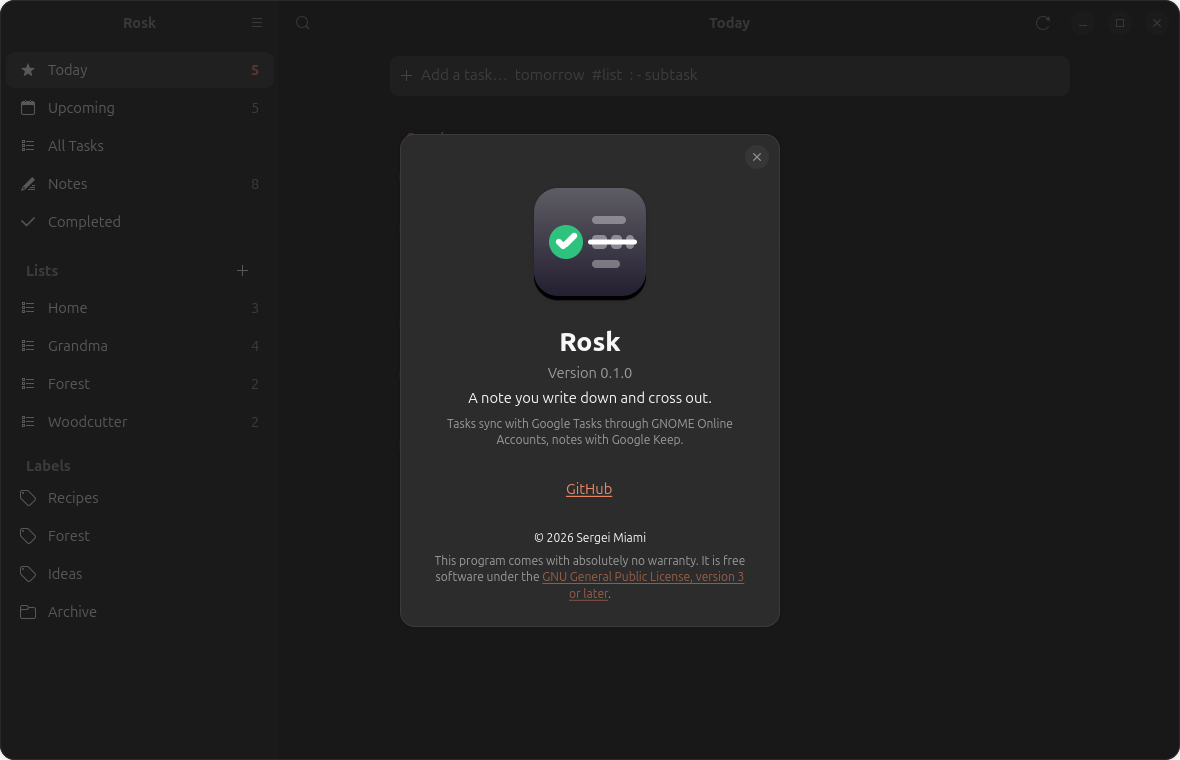 Rosk
Today
Today 5
Add a task… tomorrow #list : - subtask
Upcoming 5
All Tasks
Notes 8
Completed
Lists
Home 3
Grandma 4
Forest 2
Woodcutter 2
Labels
Recipes
Forest
Ideas
Archive
Rosk
Version 0.1.0
A note you write down and cross out.
Tasks sync with Google Tasks through GNOME Online
Accounts, notes with Google Keep.
GitHub
© 2026 Sergei Miami
This program comes with absolutely no warranty. It is free
software under the GNU General Public License, version 3
or later.